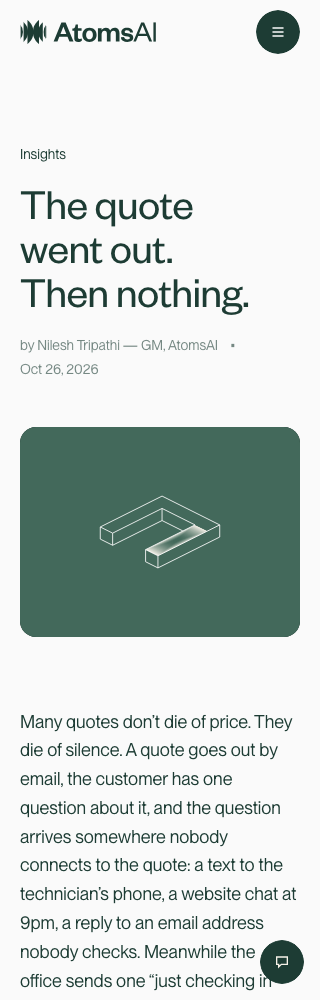 AtomsAI
Insights
The quote
went out.
Then nothing.
by Nilesh Tripathi — GM, AtomsAI •
Oct 26, 2026
Many quotes don’t die of price. They
die of silence. A quote goes out by
email, the customer has one
question about it, and the question
arrives somewhere nobody
connects to the quote: a text to the
technician’s phone, a website chat at
9pm, a reply to an email address
nobody checks. Meanwhile the
office sends one “just checking in”